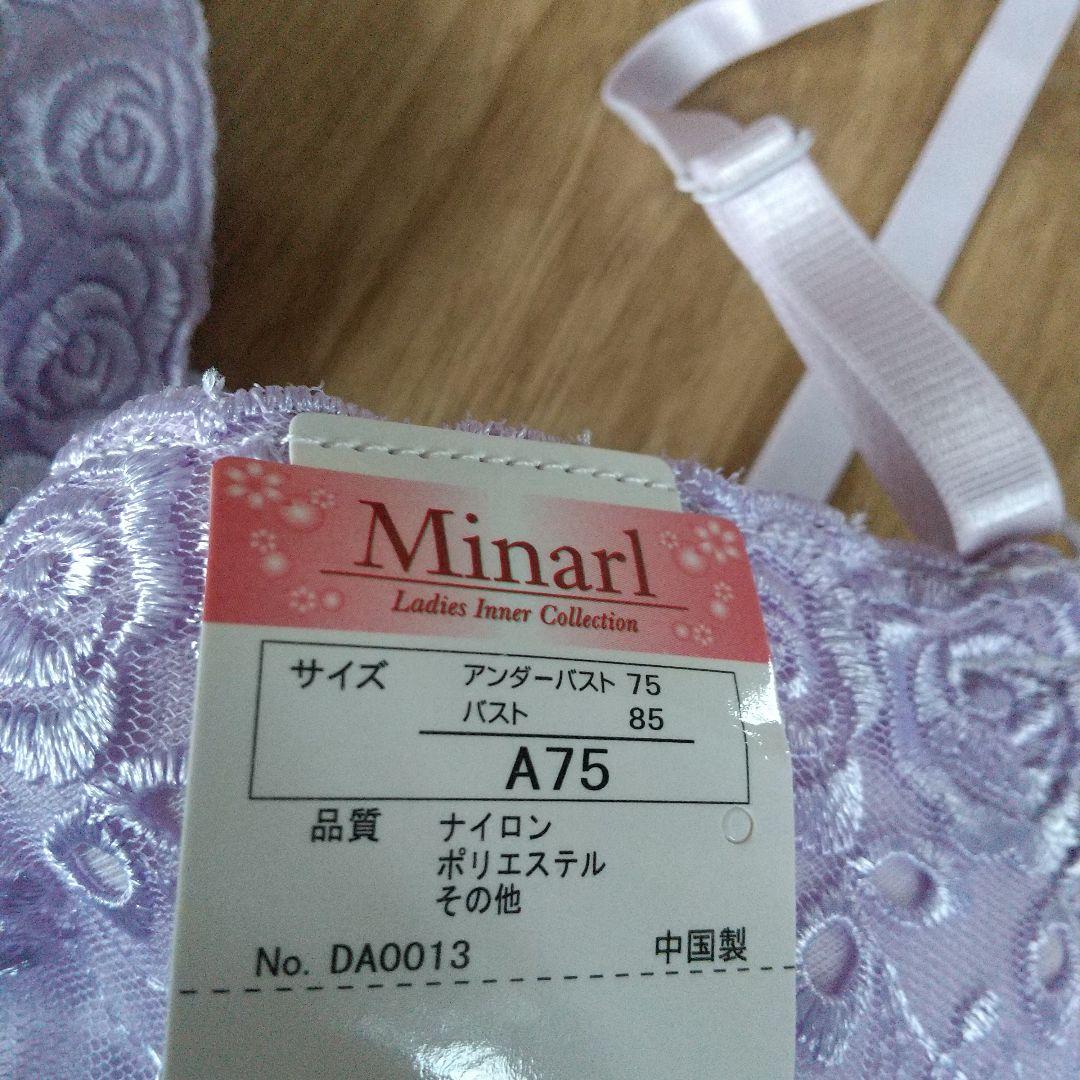 Minarl
Ladies Inner Collection
サイズ アンダーバスト 75
バスト 85
A75
品質 ナイロン
ポリエステル
その他
No. DA0013 中国製